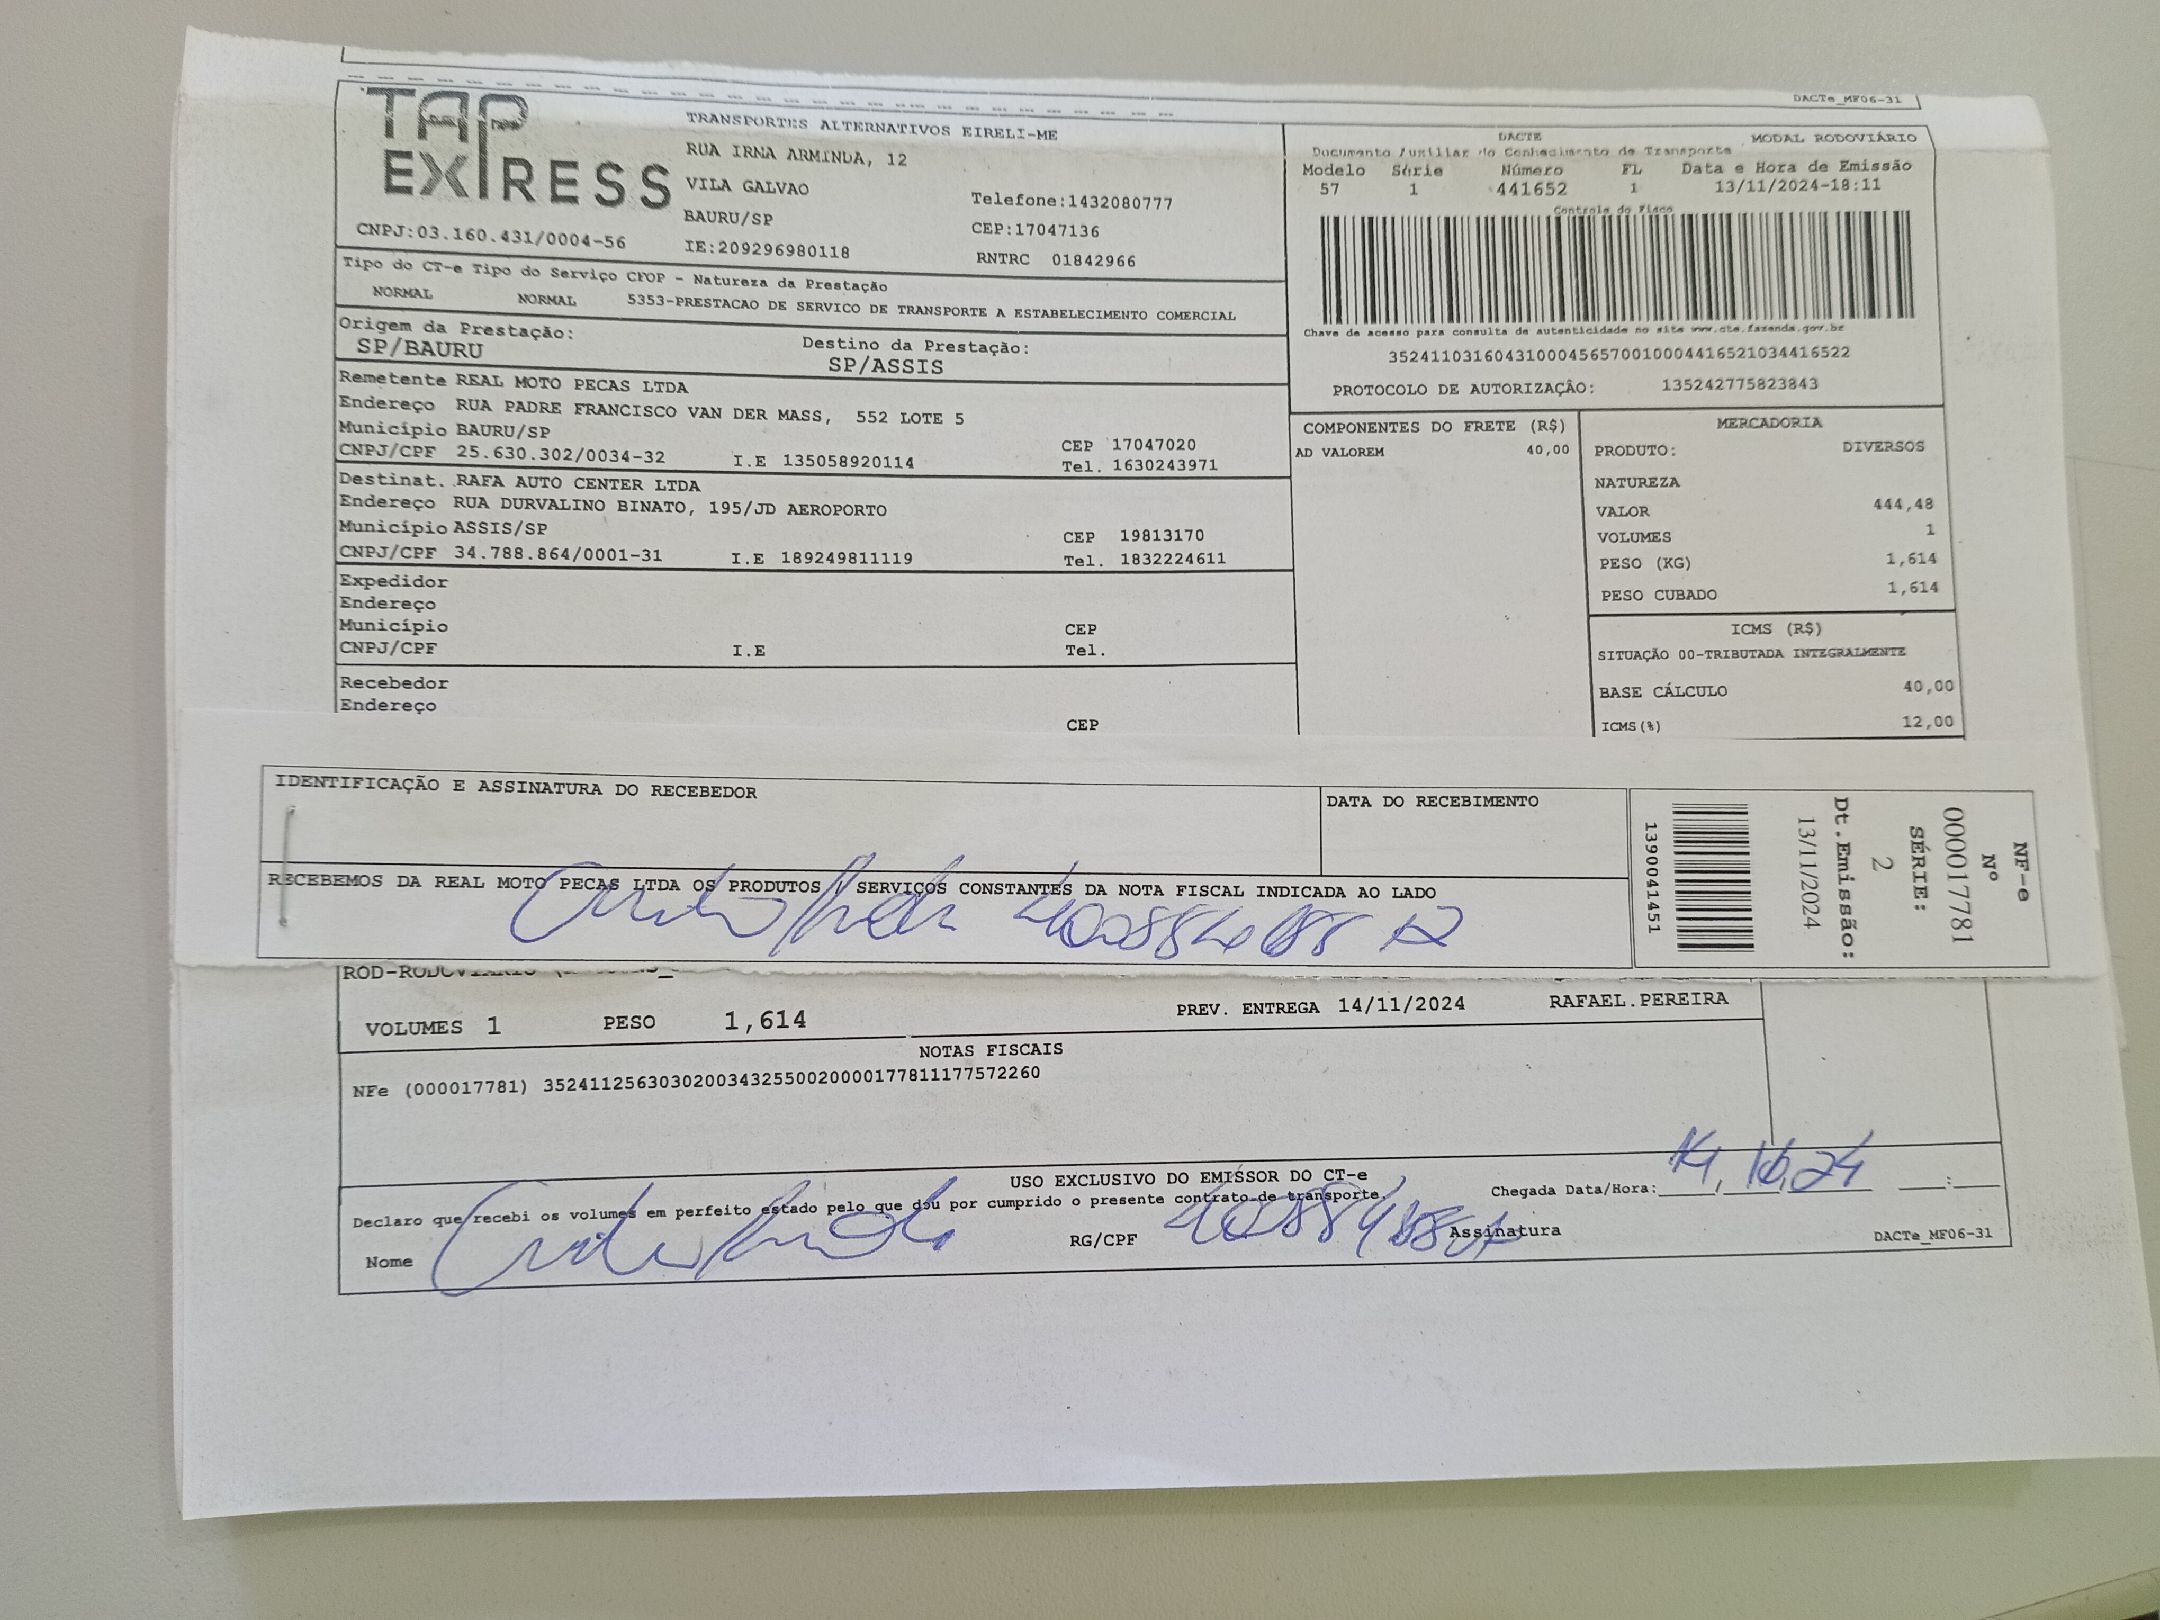 DACTe_MF06-31
TAP EXPRESS
CNPJ:03.160.431/0004-56
TRANSPORTES ALTERNATIVOS EIRELI-ME
RUA IRNA ARMINDA, 12
VILA GALVAO
BAURU/SP
IE:209296980118
Telefone:1432080777
CEP:17047136
RNTRC 01842966
DACTE MODAL RODOVIÁRIO
Documento Auxiliar do Conhecimento de Transporte
Modelo Série Número FL Data e Hora de Emissão
57 1 441652 1 13/11/2024-18:11
Controle do Fisco
Chave de acesso para consulta de autenticidade no site www.cte.fazenda.gov.br
35241103160431000456570010004416521034416522
PROTOCOLO DE AUTORIZAÇÂO: 135242775823843
Tipo do CT-e Tipo do Serviço CFOP - Natureza da Prestação
NORMAL NORMAL 5353-PRESTACAO DE SERVICO DE TRANSPORTE A ESTABELECIMENTO COMERCIAL
Origem da Prestação: Destino da Prestação:
SP/BAURU SP/ASSIS
Remetente REAL MOTO PECAS LTDA
Endereço RUA PADRE FRANCISCO VAN DER MASS, 552 LOTE 5
Município BAURU/SP CEP 17047020
CNPJ/CPF 25.630.302/0034-32 I.E 135058920114 Tel. 1630243971
Destinat. RAFA AUTO CENTER LTDA
Endereço RUA DURVALINO BINATO, 195/JD AEROPORTO
Município ASSIS/SP CEP 19813170
CNPJ/CPF 34.788.864/0001-31 I.E 189249811119 Tel. 1832224611
Expedidor
Endereço
Município CEP
CNPJ/CPF I.E Tel.
Recebedor
Endereço
CEP
COMPONENTES DO FRETE (R$)
AD VALOREM 40,00
MERCADORIA
PRODUTO: DIVERSOS
NATUREZA
VALOR 444,48
VOLUMES 1
PESO (KG) 1,614
PESO CUBADO 1,614
ICMS (R$)
SITUAÇÃO 00-TRIBUTADA INTEGRALMENTE
BASE CÁLCULO 40,00
ICMS(%) 12,00
IDENTIFICAÇÃO E ASSINATURA DO RECEBEDOR
DATA DO RECEBIMENTO
RECEBEMOS DA REAL MOTO PECAS LTDA OS PRODUTOS / SERVIÇOS CONSTANTES DA NOTA FISCAL INDICADA AO LADO
NF-e
Nº
000017781
SÉRIE:
2
Dt.Emissão:
13/11/2024
1390041451
ROD-RODOVIÁRIO
VOLUMES 1 PESO 1,614 PREV. ENTREGA 14/11/2024 RAFAEL.PEREIRA
NOTAS FISCAIS
NFe (000017781) 35241125630302003432550020000177811177572260
USO EXCLUSIVO DO EMISSOR DO CT-e
Declaro que recebi os volumes em perfeito estado pelo que dou por cumprido o presente contrato de transporte.
Chegada Data/Hora: :
Nome RG/CPF Assinatura DACTe_MF06-31